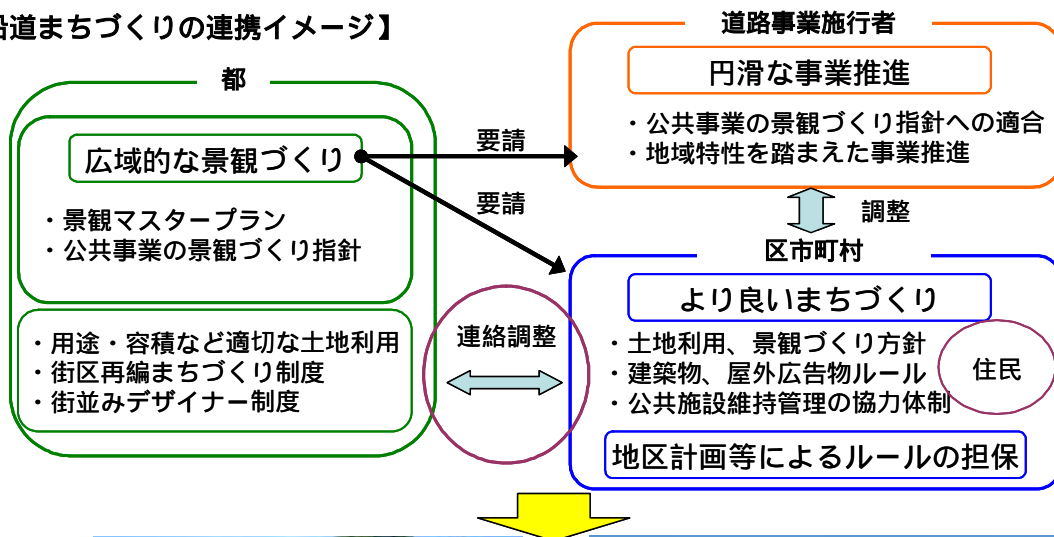 沿道まちづくりの連携イメージ】
都
広域的な景観づくり
・景観マスタープラン
・公共事業の景観づくり指針
・用途・容積など適切な土地利用
・街区再編まちづくり制度
・街並みデザイナー制度
要請
要請
連絡調整
道路事業施行者
円滑な事業推進
・公共事業の景観づくり指針への適合
・地域特性を踏まえた事業推進
調整
区市町村
より良いまちづくり
・土地利用、景観づくり方針
・建築物、屋外広告物ルール
・公共施設維持管理の協力体制
住民
地区計画等によるルールの担保